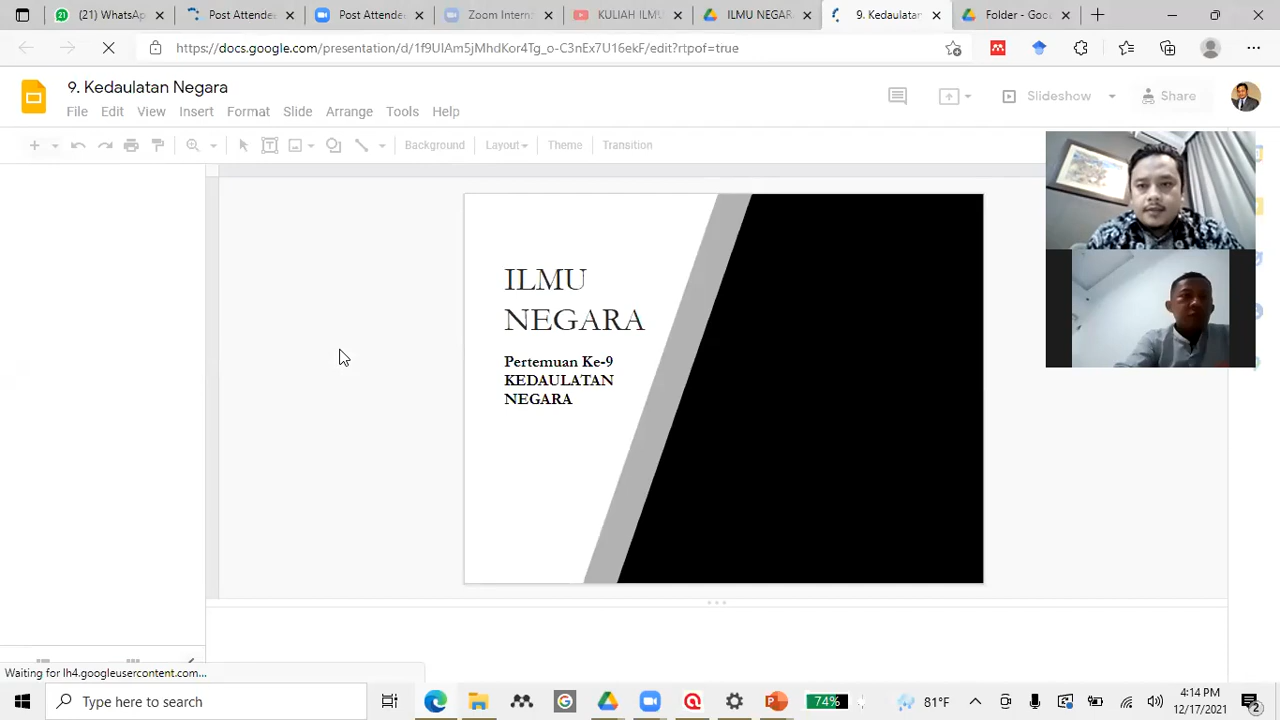 (21) WhatsAp
Post Attende
Post Attende
Zoom Intern
KULIAH ILMU
ILMU NEGAR
9. Kedaulatan
Folder - Goo
https://docs.google.com/presentation/d/1f9UIAm5jMhdKor4Tg_o-C3nEx7U16ekF/edit?rtpof=true
9. Kedaulatan Negara
File Edit View Insert Format Slide Arrange Tools Help
Slideshow
Share
Background Layout Theme Transition
ILMU
NEGARA
Pertemuan Ke-9
KEDAULATAN
NEGARA
Waiting for lh4.googleusercontent.com...
Type here to search
74%
81°F
4:14 PM
12/17/2021
2